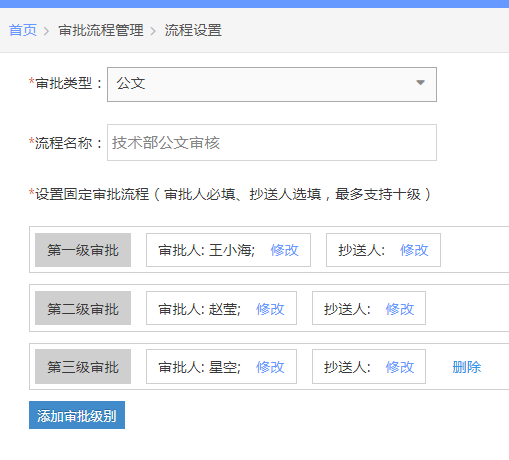 首页 > 审批流程管理 > 流程设置
*审批类型： 公文
*流程名称： 技术部公文审核
*设置固定审批流程（审批人必填、抄送人选填，最多支持十级）
第一级审批 审批人: 王小海; 修改 抄送人: 修改
第二级审批 审批人: 赵莹; 修改 抄送人: 修改
第三级审批 审批人: 星空; 修改 抄送人: 修改 删除
添加审批级别